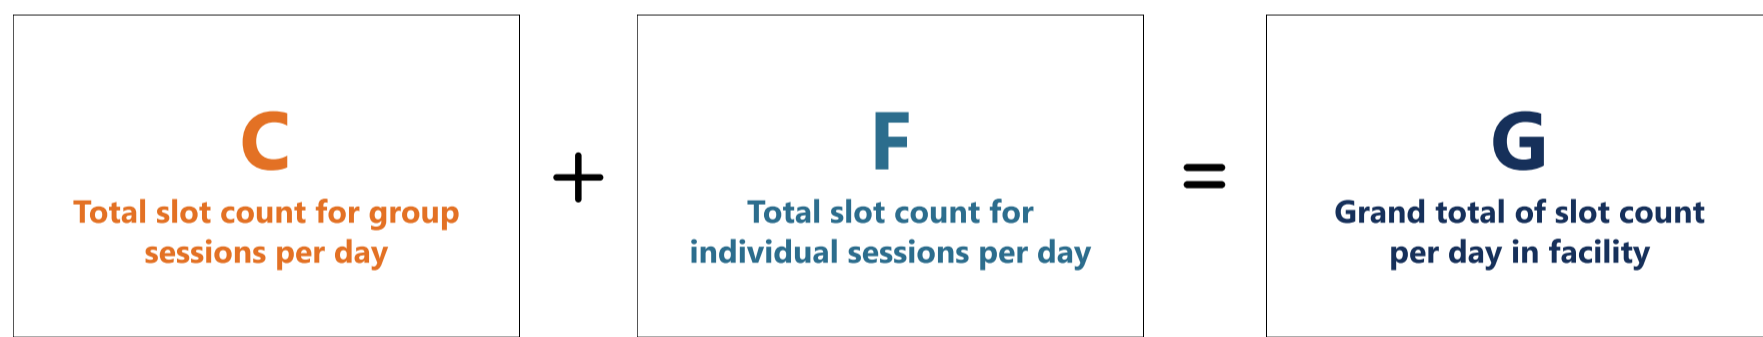 C
Total slot count for group
sessions per day
+
F
Total slot count for
individual sessions per day
=
G
Grand total of slot count
per day in facility